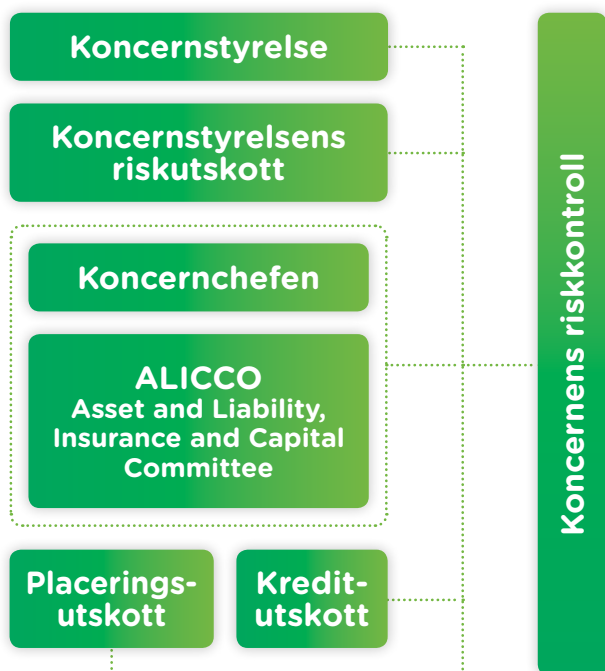 Koncernstyrelse
Koncernstyrelsens
riskutskott
Koncernchefen
ALICCO
Asset and Liability,
Insurance and Capital
Committee
Placerings-
utskott
Kredit-
utskott
Koncernens riskkontroll